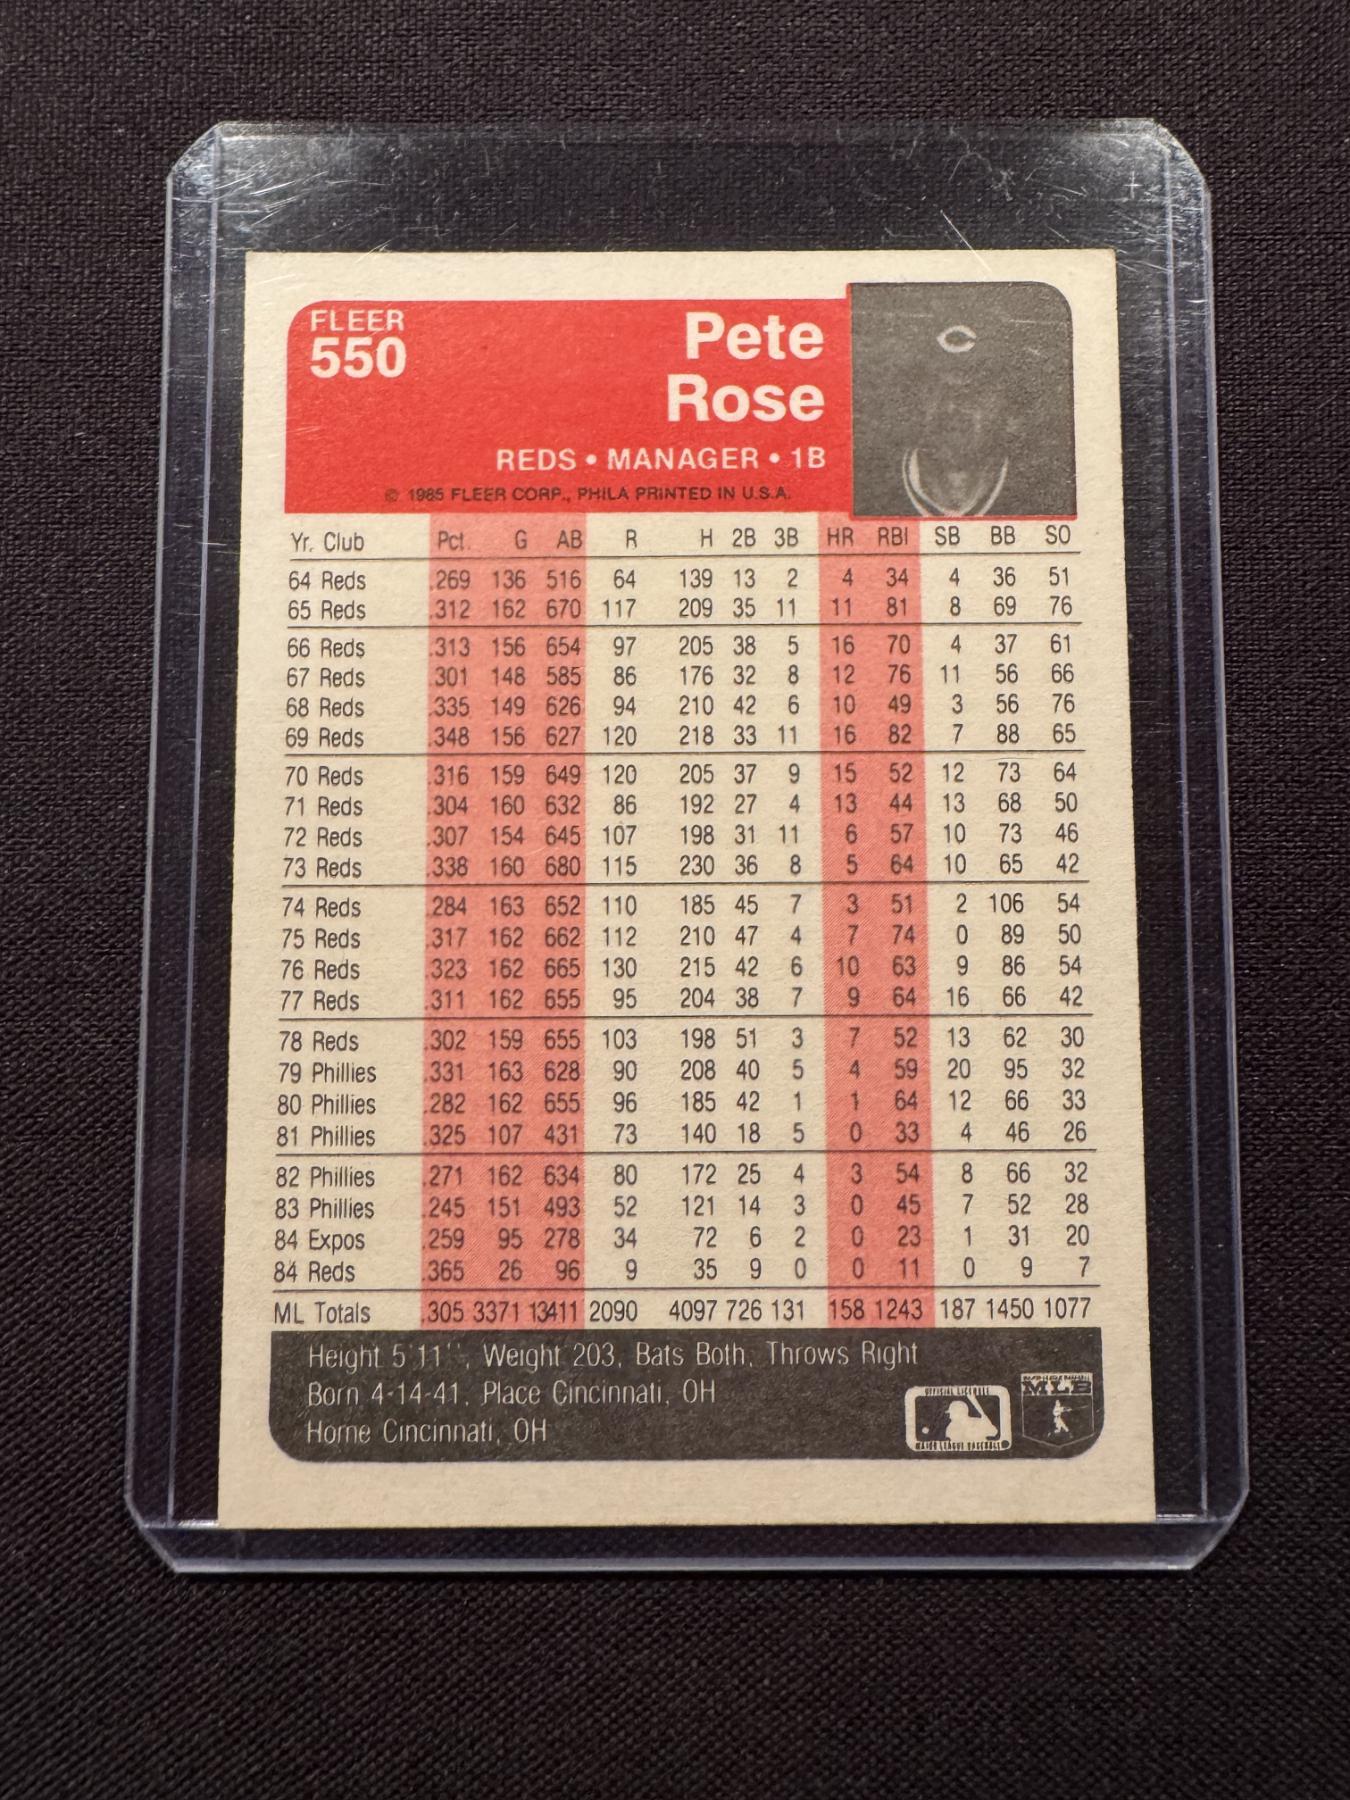 FLEER
550
Pete
Rose
REDS • MANAGER • 1B
© 1985 FLEER CORP., PHILA PRINTED IN U.S.A.
C
Yr. Club Pct. G AB R H 2B 3B HR RBI SB BB SO
64 Reds .269 136 516 64 139 13 2 4 34 4 36 51
65 Reds .312 162 670 117 209 35 11 11 81 8 69 76
66 Reds .313 156 654 97 205 38 5 16 70 4 37 61
67 Reds .301 148 585 86 176 32 8 12 76 11 56 66
68 Reds .335 149 626 94 210 42 6 10 49 3 56 76
69 Reds .348 156 627 120 218 33 11 16 82 7 88 65
70 Reds .316 159 649 120 205 37 9 15 52 12 73 64
71 Reds .304 160 632 86 192 27 4 13 44 13 68 50
72 Reds .307 154 645 107 198 31 11 6 57 10 73 46
73 Reds .338 160 680 115 230 36 8 5 64 10 65 42
74 Reds .284 163 652 110 185 45 7 3 51 2 106 54
75 Reds .317 162 662 112 210 47 4 7 74 0 89 50
76 Reds .323 162 665 130 215 42 6 10 63 9 86 54
77 Reds .311 162 655 95 204 38 7 9 64 16 66 42
78 Reds .302 159 655 103 198 51 3 7 52 13 62 30
79 Phillies .331 163 628 90 208 40 5 4 59 20 95 32
80 Phillies .282 162 655 96 185 42 1 1 64 12 66 33
81 Phillies .325 107 431 73 140 18 5 0 33 4 46 26
82 Phillies .271 162 634 80 172 25 4 3 54 8 66 32
83 Phillies .245 151 493 52 121 14 3 0 45 7 52 28
84 Expos .259 95 278 34 72 6 2 0 23 1 31 20
84 Reds .365 26 96 9 35 9 0 0 11 0 9 7
ML Totals .305 3371 13411 2090 4097 726 131 158 1243 187 1450 1077
Height 5'11'', Weight 203, Bats Both, Throws Right
Born 4-14-41, Place Cincinnati, OH
Home Cincinnati, OH
OFFICIAL LICENSEE
MAJOR LEAGUE BASEBALL
MLB